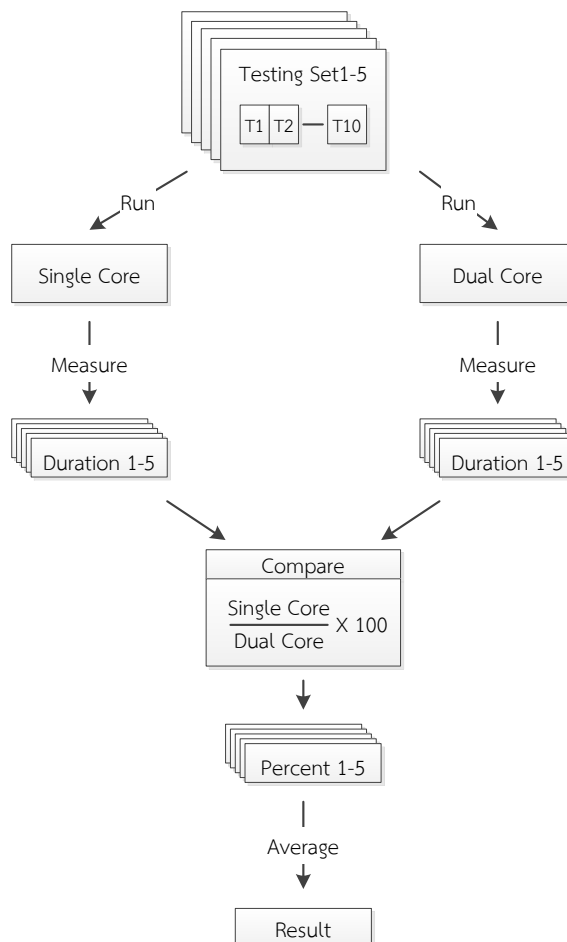 Testing Set1-5
T1 T2 T10
Run Run
Single Core Dual Core
Measure Measure
Duration 1-5 Duration 1-5
Compare
Single Core
Dual Core X 100
Percent 1-5
Average
Result